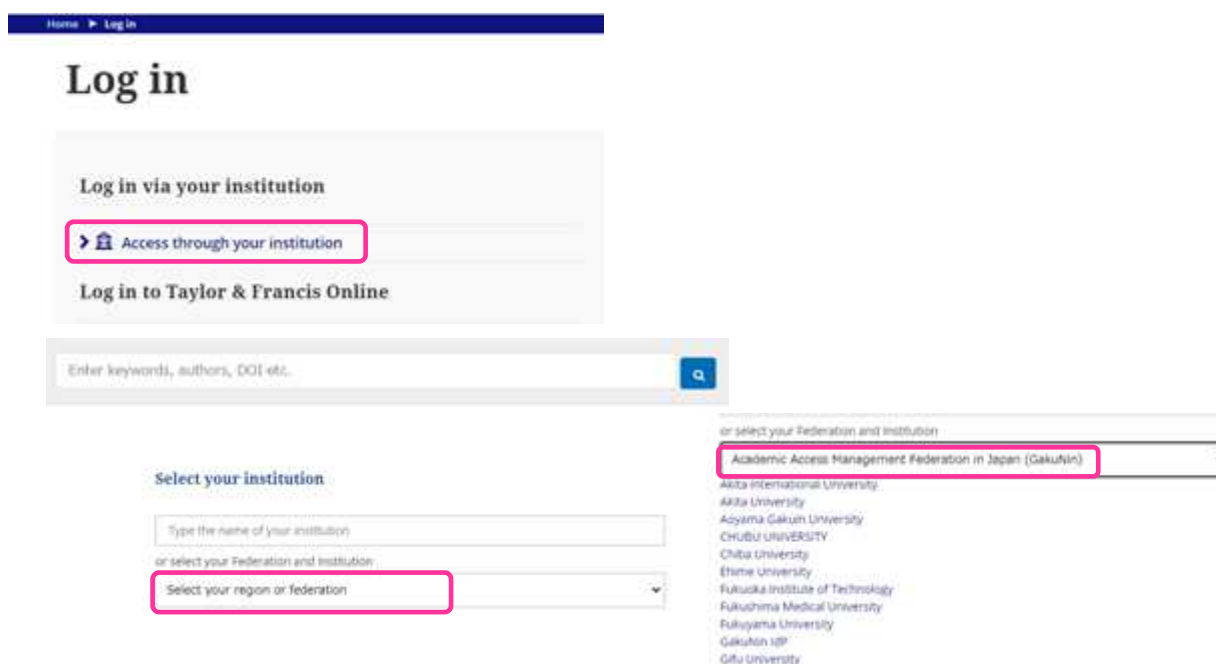 Home ► Log in
Log in
Log in via your institution
Access through your institution
Log in to Taylor & Francis Online
Enter keywords, authors, DOI etc.
Select your institution
Type the name of your institution
or select your Federation and Institution
Select your region or federation
or select your Federation and Institution
Academic Access Management Federation in Japan (GakuNin)
Akita International University
Akita University
Aoyama Gakuin University
CHUBU UNIVERSITY
Chiba University
Ehime University
Fukuoka Institute of Technology
Fukushima Medical University
Fukuyama University
GakuNin IdP
Gifu University